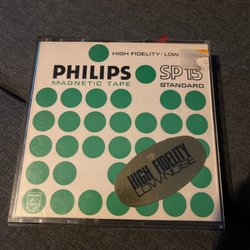 HIGH FIDELITY/LOW
PHILIPS SP15
MAGNETIC TAPE STANDARD
HIGH FIDELITY
LOW NOISE